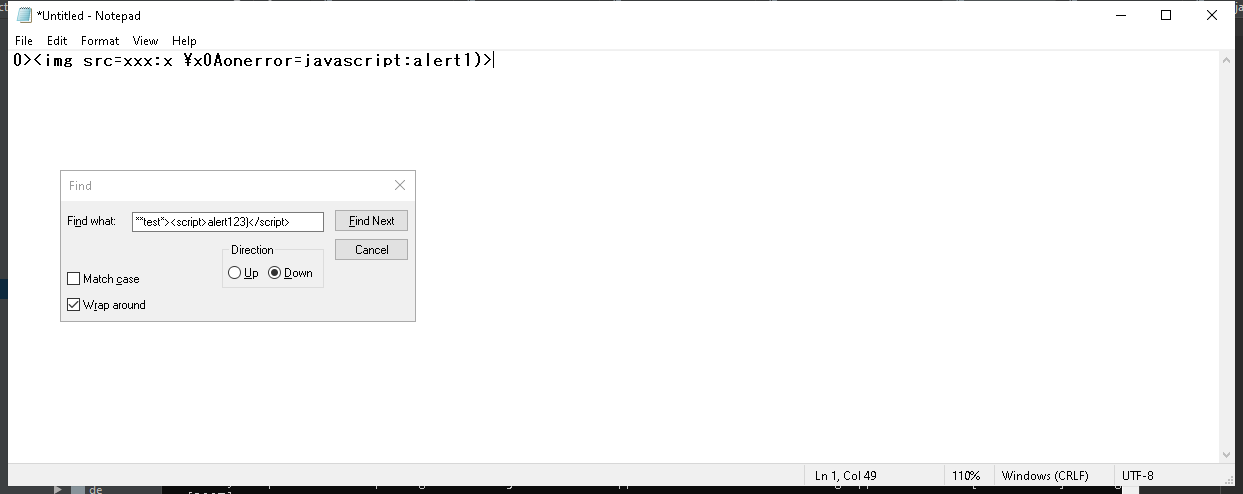 *Untitled - Notepad
File Edit Format View Help
0><img src=xxx:x ¥x0Aonerror=javascript:alert1)>
Find
Find what: "'test"><script>alert123)</script> Find Next
Direction Cancel
Up Down
Match case
Wrap around
Ln 1, Col 49 110% Windows (CRLF) UTF-8
de